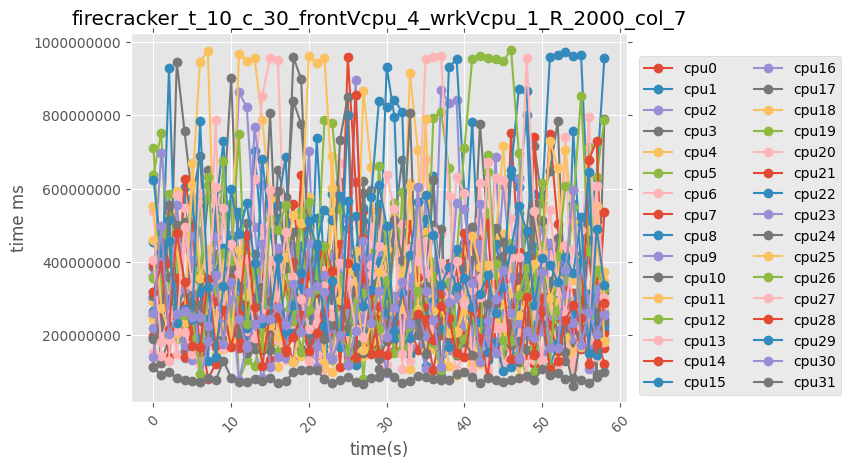 firecracker_t_10_c_30_frontVcpu_4_wrkVcpu_1_R_2000_col_7
1000000000
800000000
600000000
400000000
200000000
time ms
0
10
20
30
40
50
60
time(s)
cpu0
cpu1
cpu2
cpu3
cpu4
cpu5
cpu6
cpu7
cpu8
cpu9
cpu10
cpu11
cpu12
cpu13
cpu14
cpu15
cpu16
cpu17
cpu18
cpu19
cpu20
cpu21
cpu22
cpu23
cpu24
cpu25
cpu26
cpu27
cpu28
cpu29
cpu30
cpu31